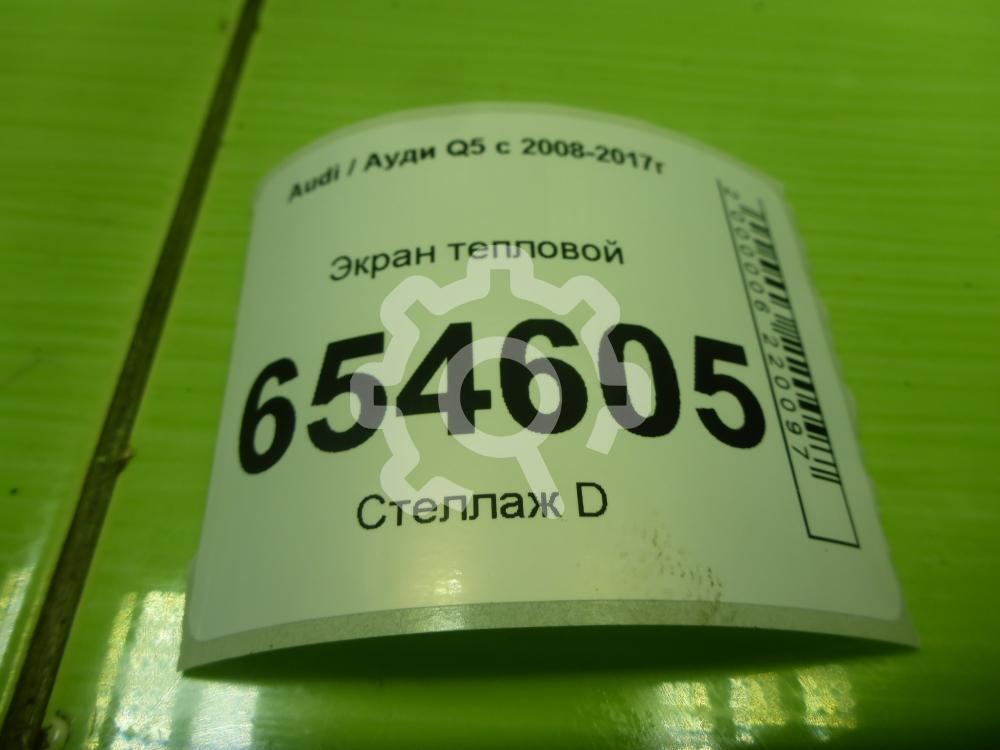 Audi / Ауди Q5 с 2008-2017г
Экран тепловой
654605
Стеллаж D
2000006220097